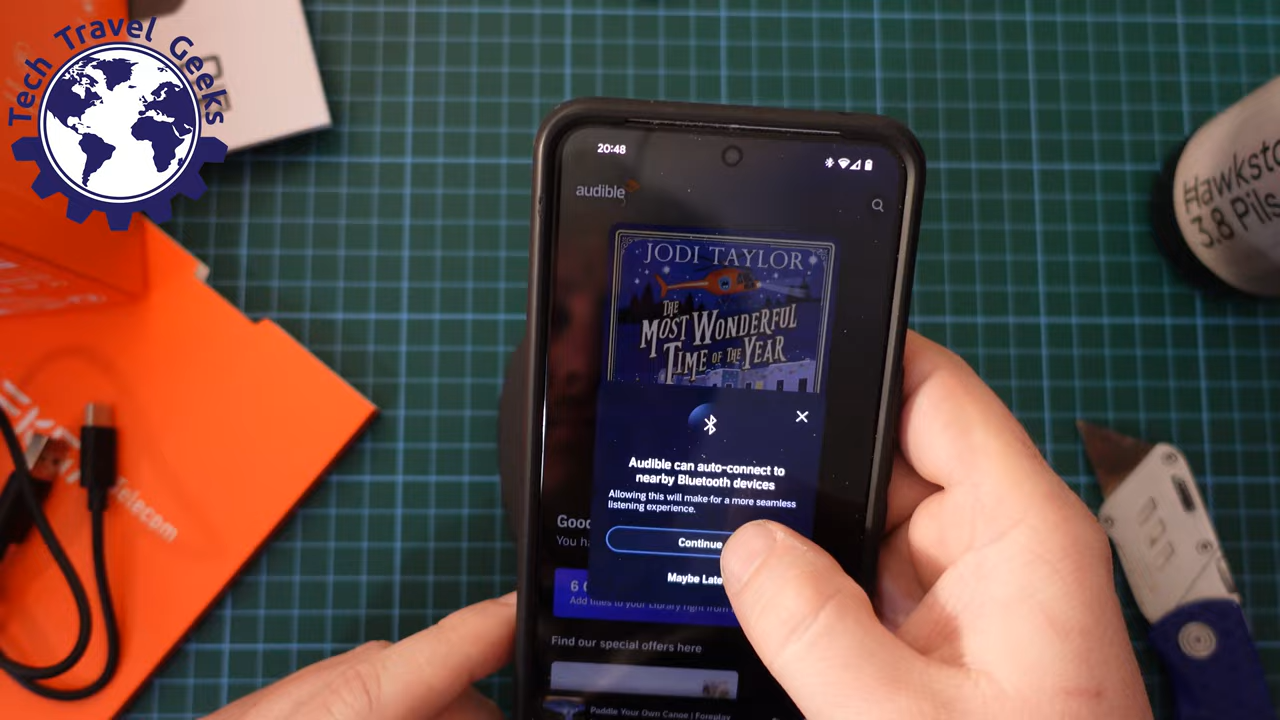 Tech Travel Geeks
20:48
audible
JODI TAYLOR
THE
MOST WONDERFUL
TIME OF THE YEAR
Audible can auto-connect to
nearby Bluetooth devices
Allowing this will make for a more seamless
listening experience.
Continue
Maybe Late
Good
You ha
6
Add titles to your Library right from
Find our special offers here
Paddle Your Own Canoe | Foreplay
Telecom
Hawksto
3.8 Pils